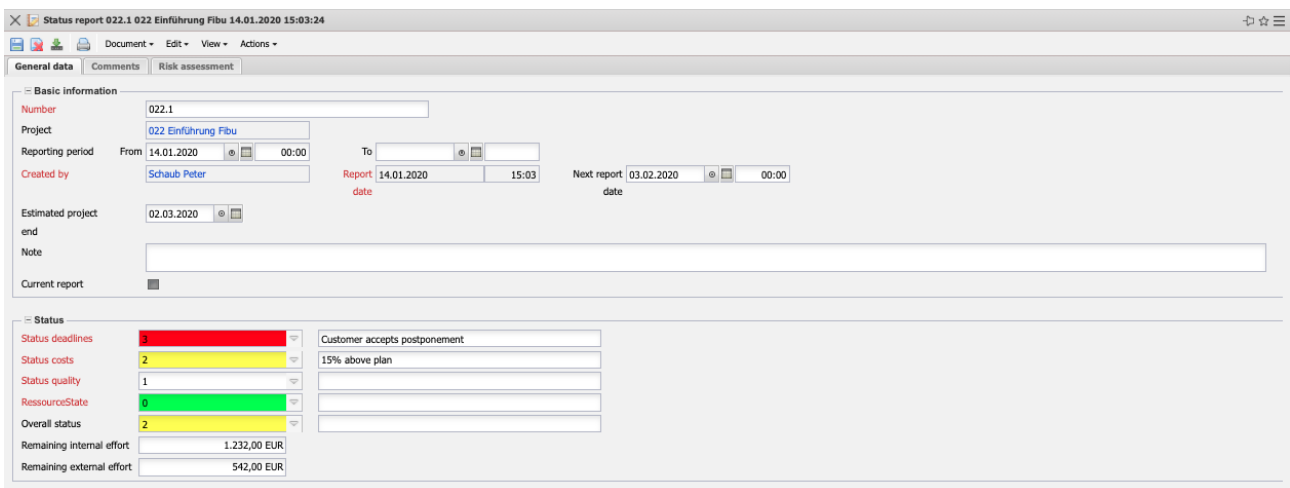 Status report 022.1 022 Einführung Fibu 14.01.2020 15:03:24
Document Edit View Actions
General data Comments Risk assessment
Basic information
Number 022.1
Project 022 Einführung Fibu
Reporting period From 14.01.2020 00:00 To
Created by Schaub Peter Report date 14.01.2020 15:03 Next report date 03.02.2020 00:00
Estimated project end 02.03.2020
Note
Current report
Status
Status deadlines 3 Customer accepts postponement
Status costs 2 15% above plan
Status quality 1
RessourceState 0
Overall status 2
Remaining internal effort 1.232,00 EUR
Remaining external effort 542,00 EUR